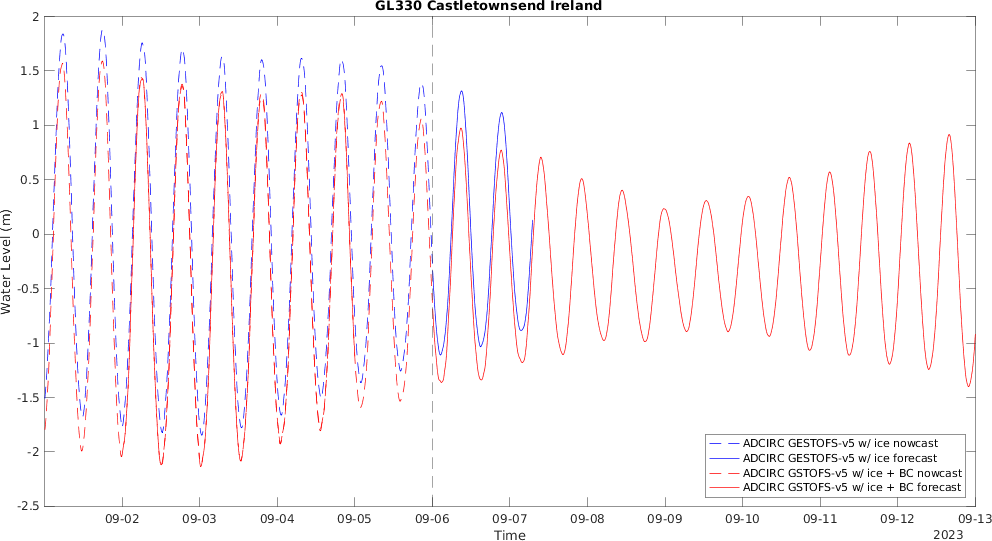 GL330 Castletownsend Ireland
2
1.5
1
0.5
0
-0.5
-1
-1.5
-2
-2.5
Water Level (m)
ADCIRC GESTOFS-v5 w/ ice nowcast
ADCIRC GESTOFS-v5 w/ ice forecast
ADCIRC GSTOFS-v5 w/ ice + BC nowcast
ADCIRC GSTOFS-v5 w/ ice + BC forecast
09-02 09-03 09-04 09-05 09-06 09-07 09-08 09-09 09-10 09-11 09-12 09-13
Time
2023